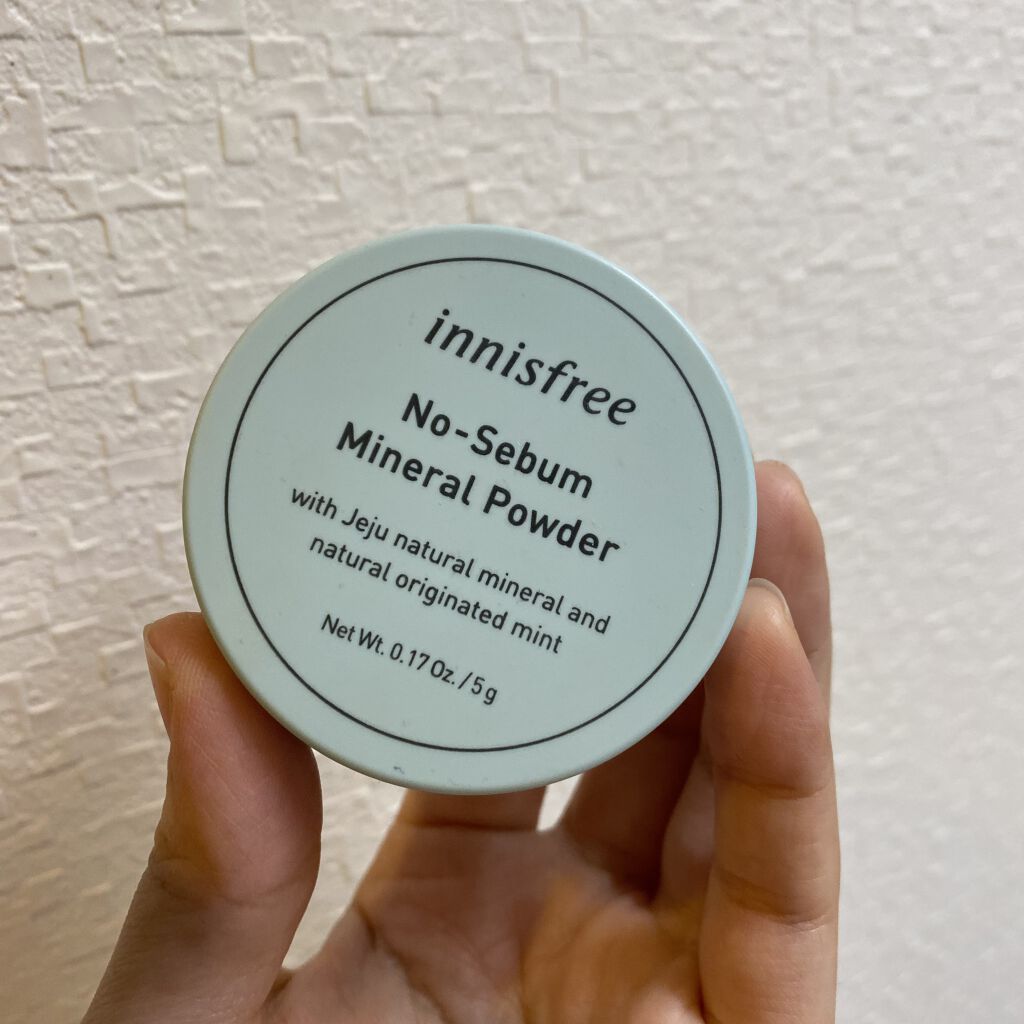 innisfree
No-Sebum
Mineral Powder
with Jeju natural mineral and
natural originated mint
Net Wt. 0.17 Oz. / 5 g